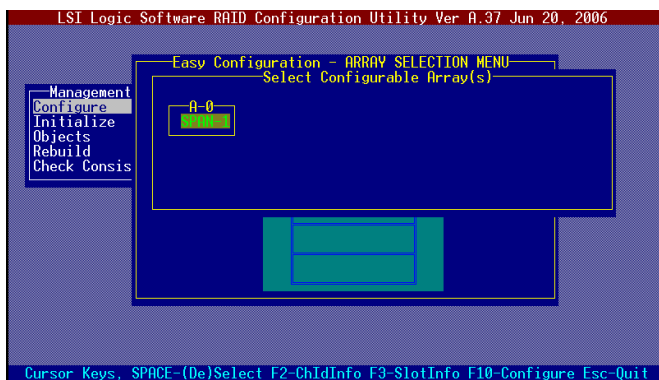 LSI Logic Software RAID Configuration Utility Ver A.37 Jun 20, 2006
Easy Configuration - ARRAY SELECTION MENU
Select Configurable Array(s)
Management
A-0
Configure
SPAN-1
Initialize
Objects
Rebuild
Check Consis
Cursor Keys, SPACE-(De)Select F2-ChIdInfo F3-SlotInfo F10-Configure Esc-Quit